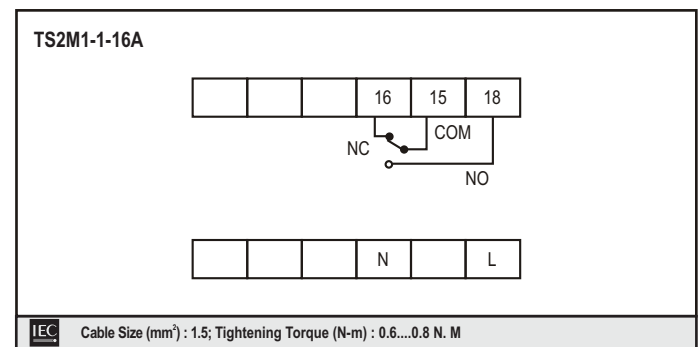 TS2M1-1-16A
16 15 18
NC COM
NO
N L
IEC Cable Size (mm²) : 1.5; Tightening Torque (N-m) : 0.6....0.8 N. M